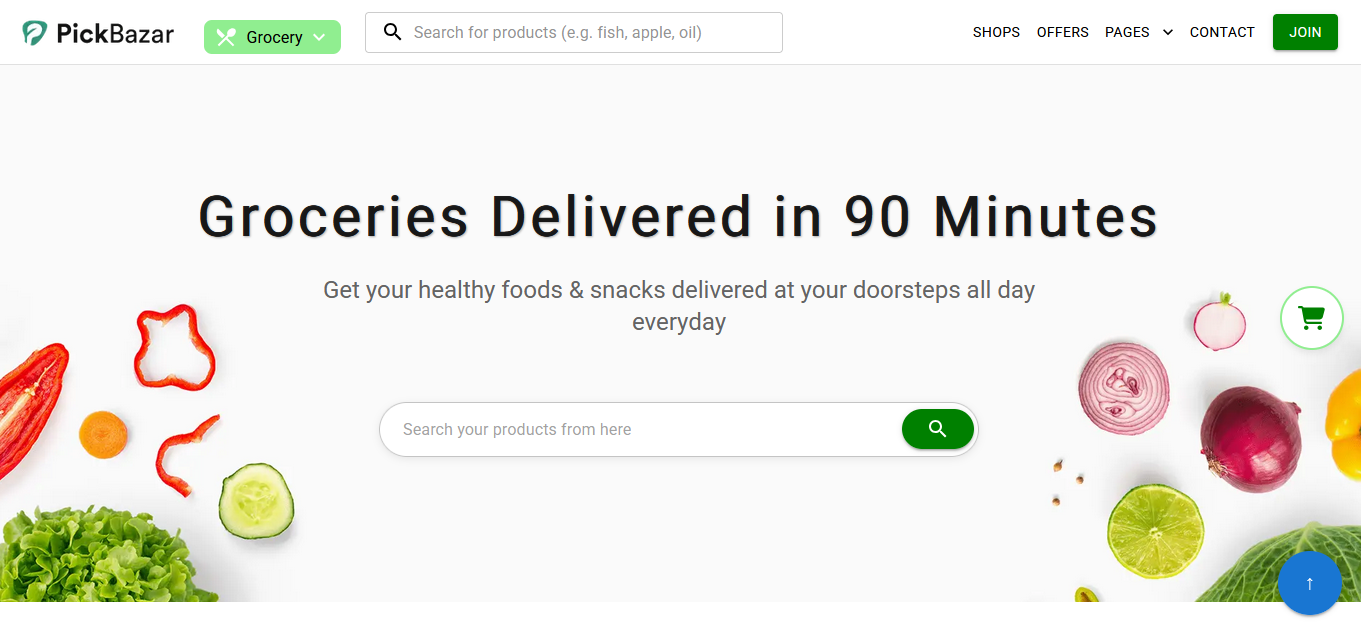 PickBazar
Grocery
Search for products (e.g. fish, apple, oil)
SHOPS
OFFERS
PAGES
CONTACT
JOIN
Groceries Delivered in 90 Minutes
Get your healthy foods & snacks delivered at your doorsteps all day
everyday
Search your products from here
↑